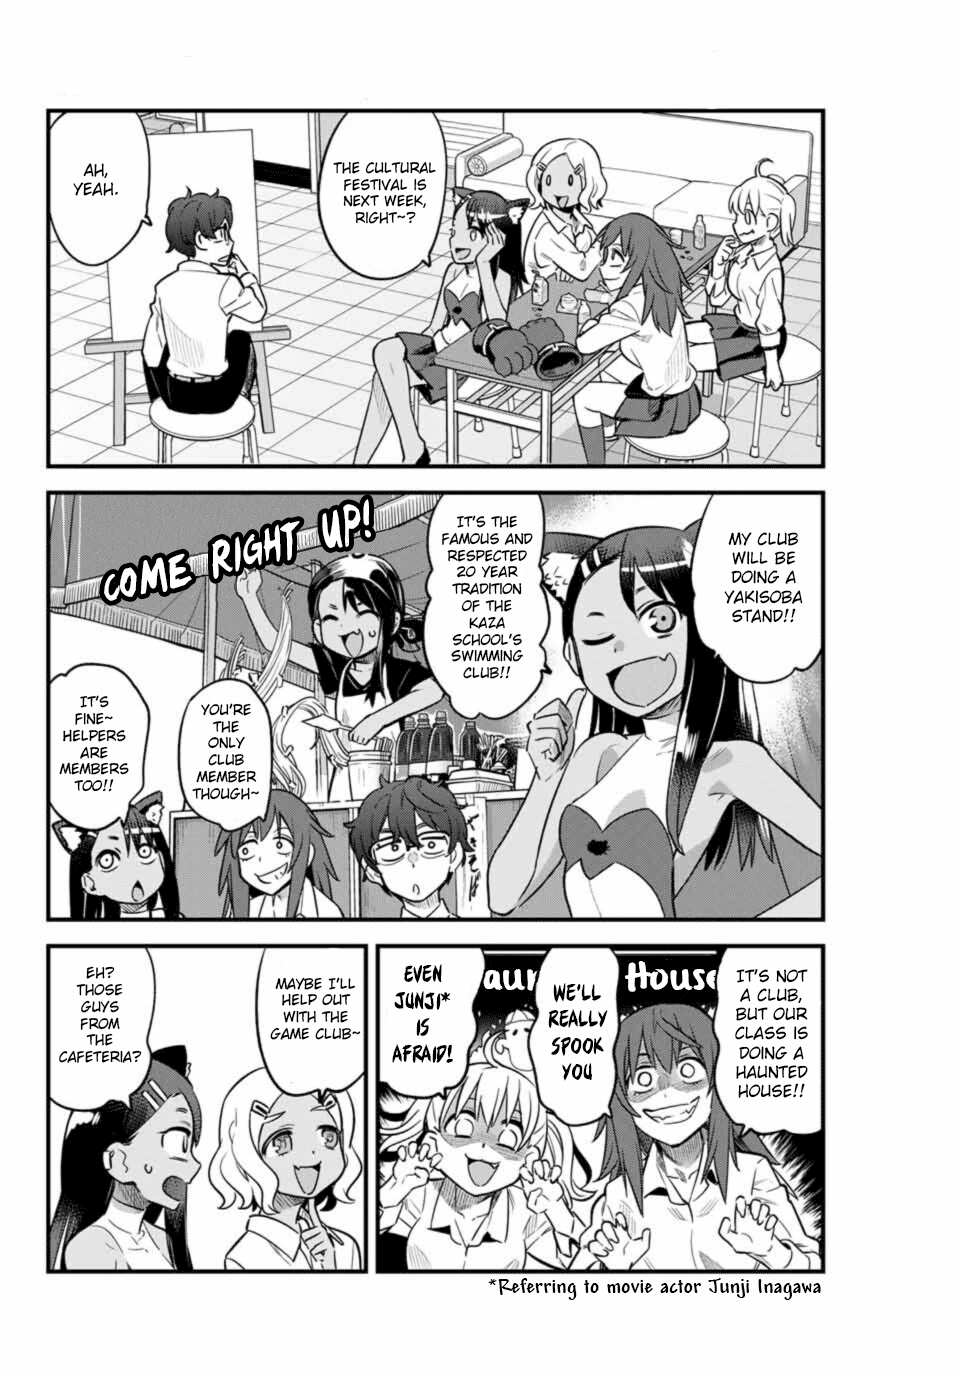 THE CULTURAL
FESTIVAL IS
NEXT WEEK,
RIGHT~?
AH,
YEAH.
MY CLUB
WILL BE
DOING A
YAKISOBA
STAND!!
IT'S THE
FAMOUS AND
RESPECTED
20 YEAR
TRADITION
OF THE
KAZA
SCHOOL'S
SWIMMING
CLUB!!
COME RIGHT UP!
YOU'RE
THE
ONLY
CLUB
MEMBER
THOUGH~
IT'S
FINE~
HELPERS
ARE
MEMBERS
TOO!!
IT'S NOT
A CLUB,
BUT OUR
CLASS IS
DOING A
HAUNTED
HOUSE!!
House
WE'LL
REALLY
SPOOK
YOU
EVEN
JUNJI*
IS
AFRAID!
MAYBE I'LL
HELP OUT
WITH THE
GAME CLUB~
EH?
THOSE
GUYS
FROM
THE
CAFETERIA?
*Referring to movie actor Junji Inagawa